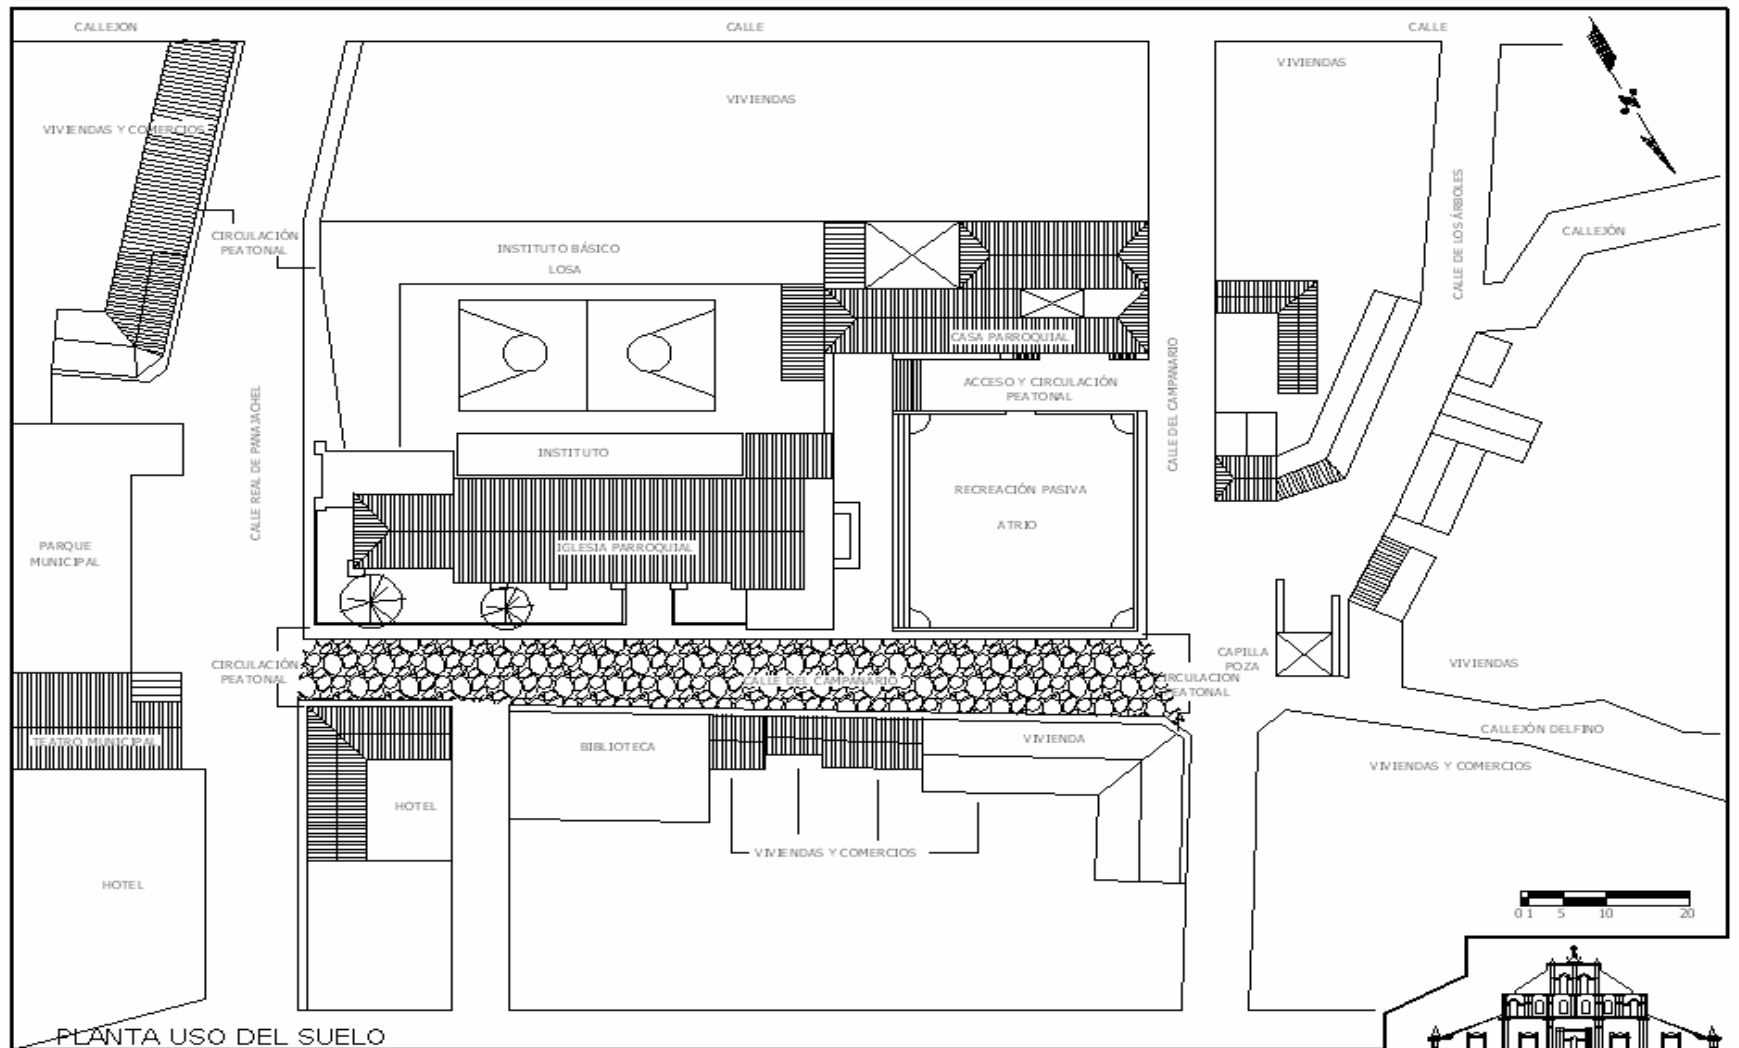 CALLEJON
CALLE
CALLE
VIVIENDAS
VIVIENDAS
VIVIENDAS Y COMERCIOS
CALLE DE LOS ÁRBOLES
CALLEJÓN
CIRCULACIÓN
PEATONAL
INSTITUTO BÁSICO
LOSA
CASA PARROQUIAL
ACCESO Y CIRCULACIÓN
PEATONAL
CALLE DEL CAMPANARIO
CALLE REAL DE PANAJACHEL
INSTITUTO
RECREACIÓN PASIVA
ATRIO
PARQUE
MUNICIPAL
IGLESIA PARROQUIAL
CIRCULACIÓN
PEATONAL
CALLE DEL CAMPANARIO
CAPILLA
POZA
CIRCULACION
PEATONAL
VIVIENDAS
TEATRO MUNICIPAL
BIBLIOTECA
VIVIENDA
CALLEJÓN DELFINO
VIVIENDAS Y COMERCIOS
HOTEL
VIVIENDAS Y COMERCIOS
HOTEL
0 1 5 10 20
PLANTA USO DEL SUELO